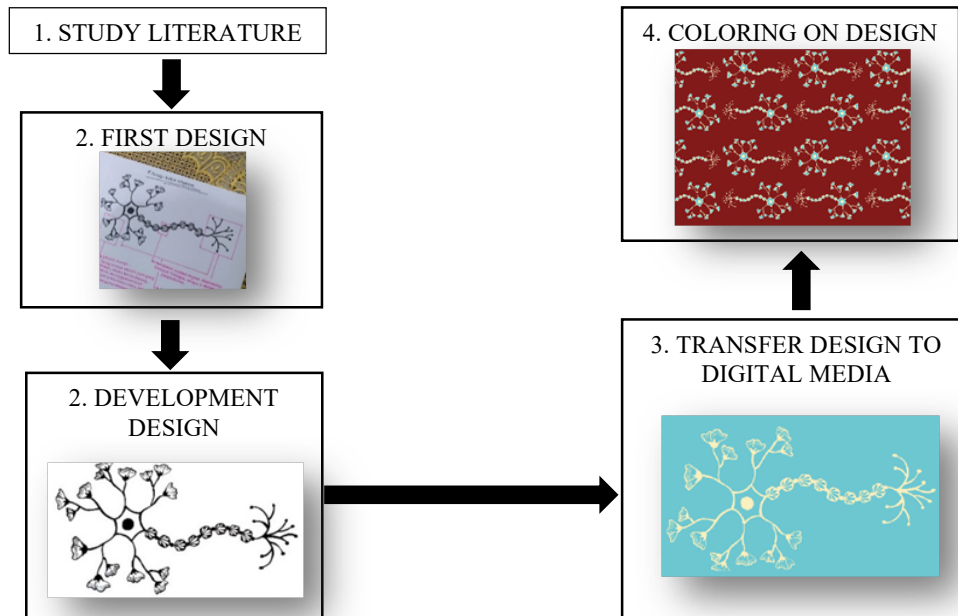 1. STUDY LITERATURE
2. FIRST DESIGN
2. DEVELOPMENT
DESIGN
3. TRANSFER DESIGN TO
DIGITAL MEDIA
4. COLORING ON DESIGN